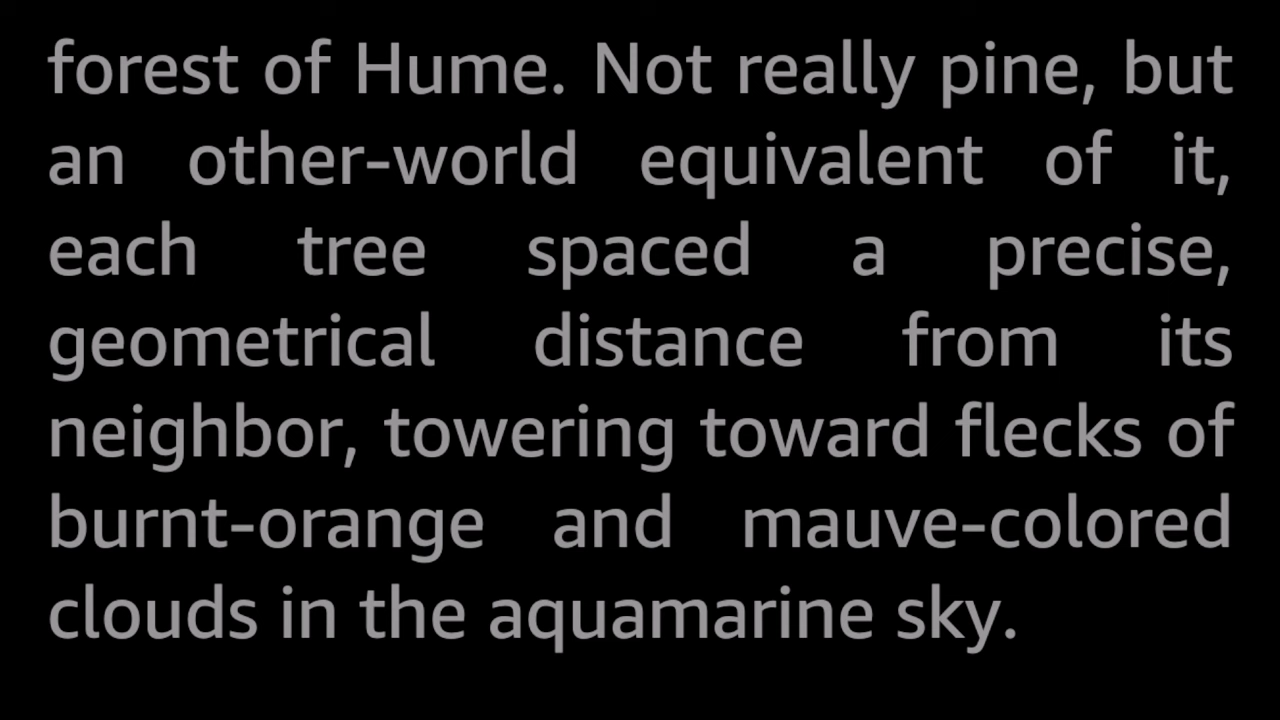 forest of Hume. Not really pine, but
an other-world equivalent of it,
each tree spaced a precise,
geometrical distance from its
neighbor, towering toward flecks of
burnt-orange and mauve-colored
clouds in the aquamarine sky.